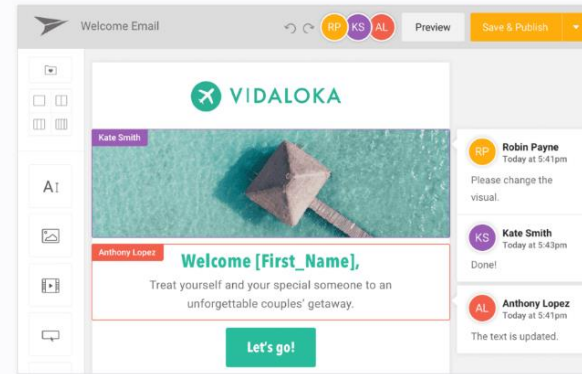 Welcome Email
RP KS AL
Preview
Save & Publish
VIDALOKA
Kate Smith
Anthony Lopez
Welcome [First_Name],
Treat yourself and your special someone to an
unforgettable couples' getaway.
Let's go!
A
RP
Robin Payne
Today at 5:41pm
Please change the
visual.
KS
Kate Smith
Today at 5:43pm
Done!
AL
Anthony Lopez
Today at 5:41pm
The text is updated.